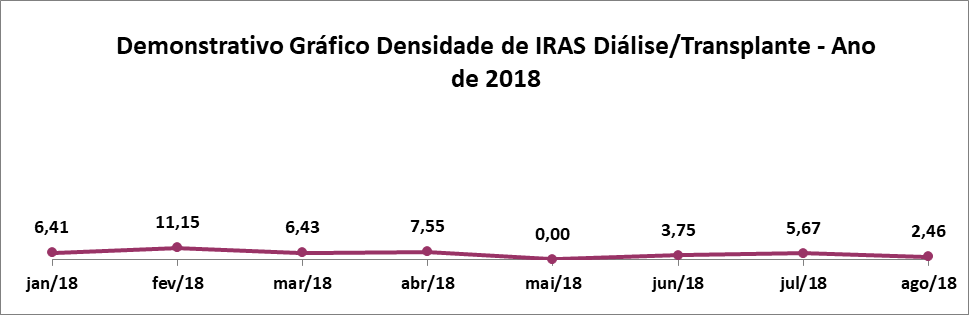 Demonstrativo Gráfico Densidade de IRAS Diálise/Transplante - Ano
de 2018
6,41 11,15 6,43 7,55 0,00 3,75 5,67 2,46
jan/18 fev/18 mar/18 abr/18 mai/18 jun/18 jul/18 ago/18